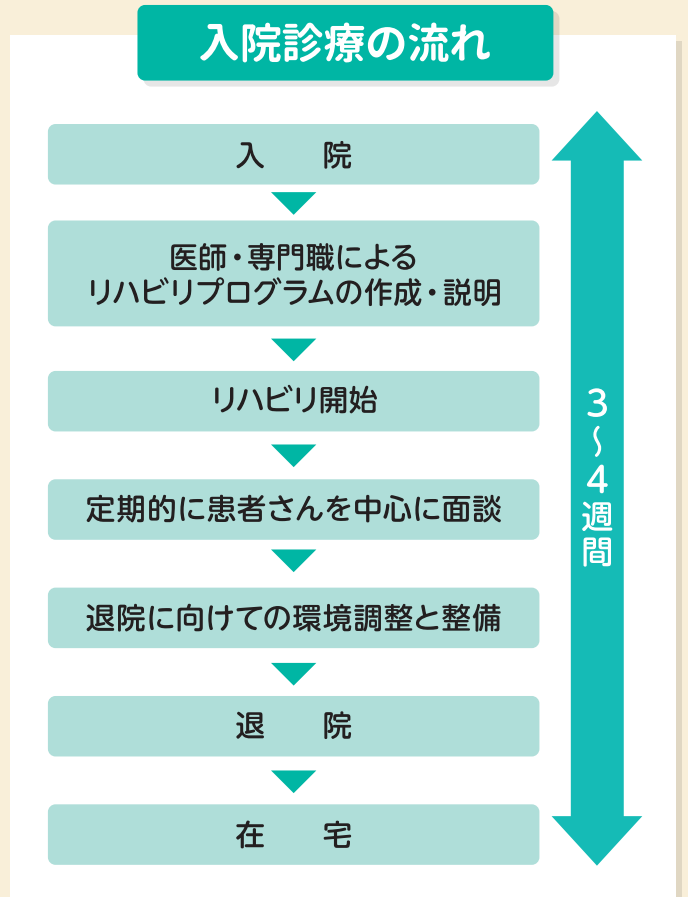 入院診療の流れ
入　　院
医師・専門職による
リハビリプログラムの作成・説明
リハビリ開始
定期的に患者さんを中心に面談
退院に向けての環境調整と整備
退　　院
在　　宅
3〜4週間